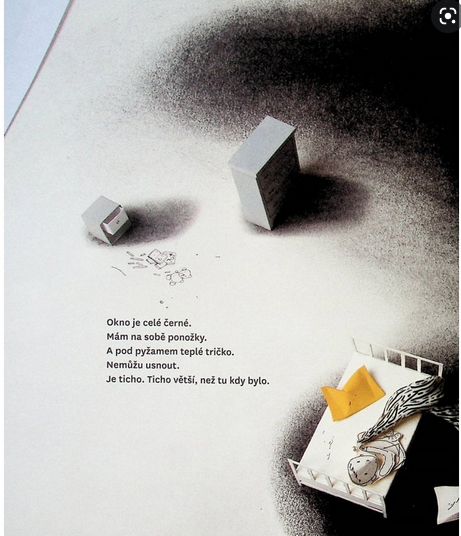 Okno je celé černé.
Mám na sobě ponožky.
A pod pyžamem teplé tričko.
Nemůžu usnout.
Je ticho. Ticho větší, než tu kdy bylo.